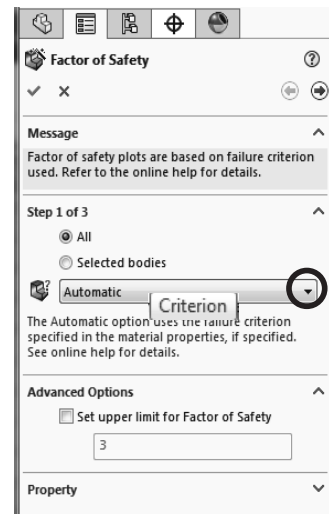 Factor of Safety
Message
Factor of safety plots are based on failure criterion
used. Refer to the online help for details.
Step 1 of 3
All
Selected bodies
Automatic
Criterion
The Automatic option uses the failure criterion
specified in the material properties, if specified.
See online help for details.
Advanced Options
Set upper limit for Factor of Safety
3
Property